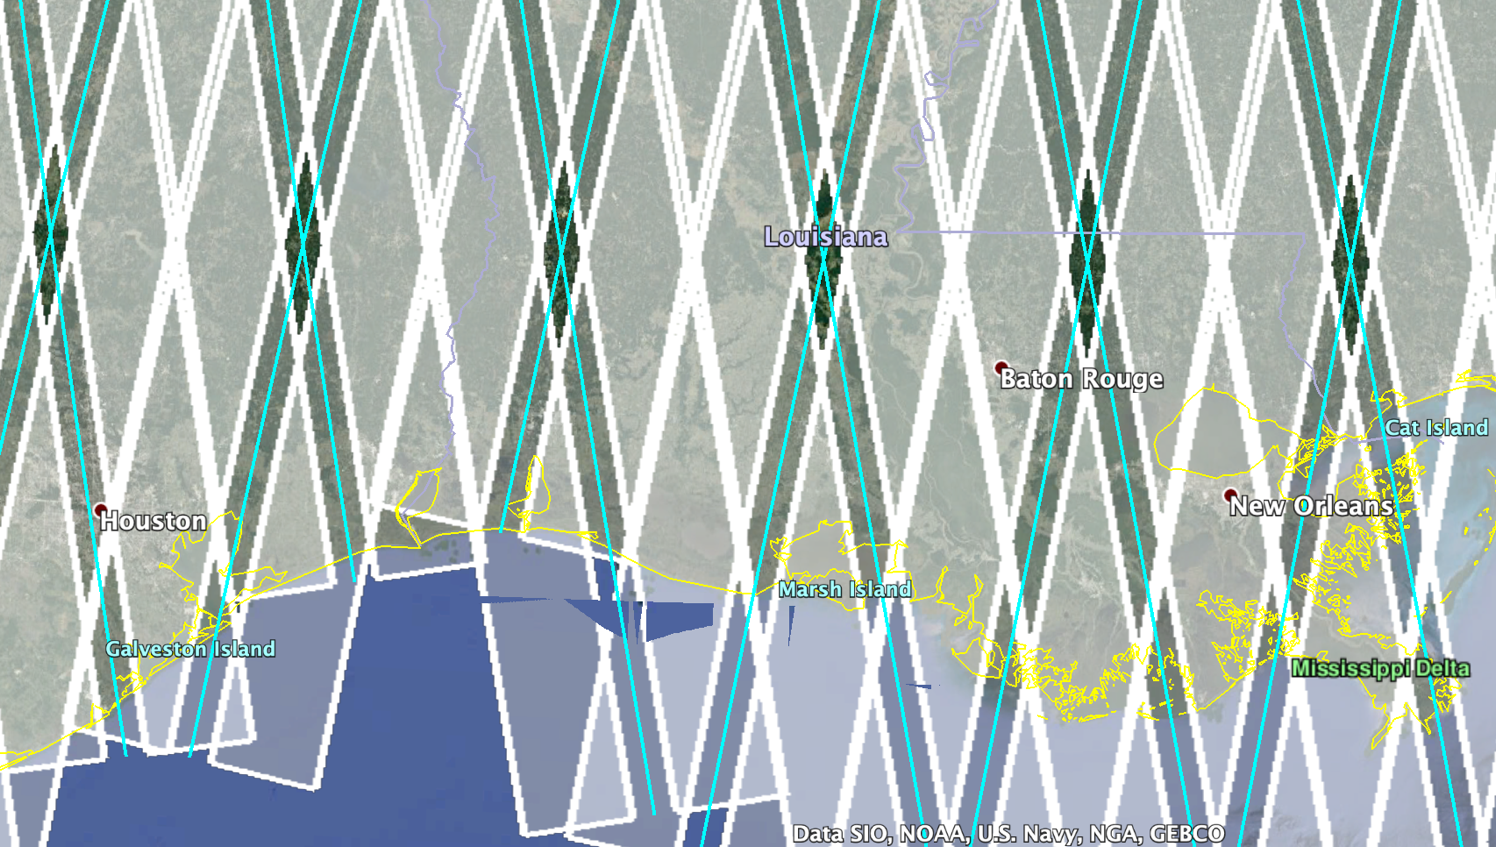 Louisiana
Baton Rouge
Cat Island
Houston
New Orleans
Marsh Island
Galveston Island
Mississippi Delta
Data SIO, NOAA, U.S. Navy, NGA, GEBCO